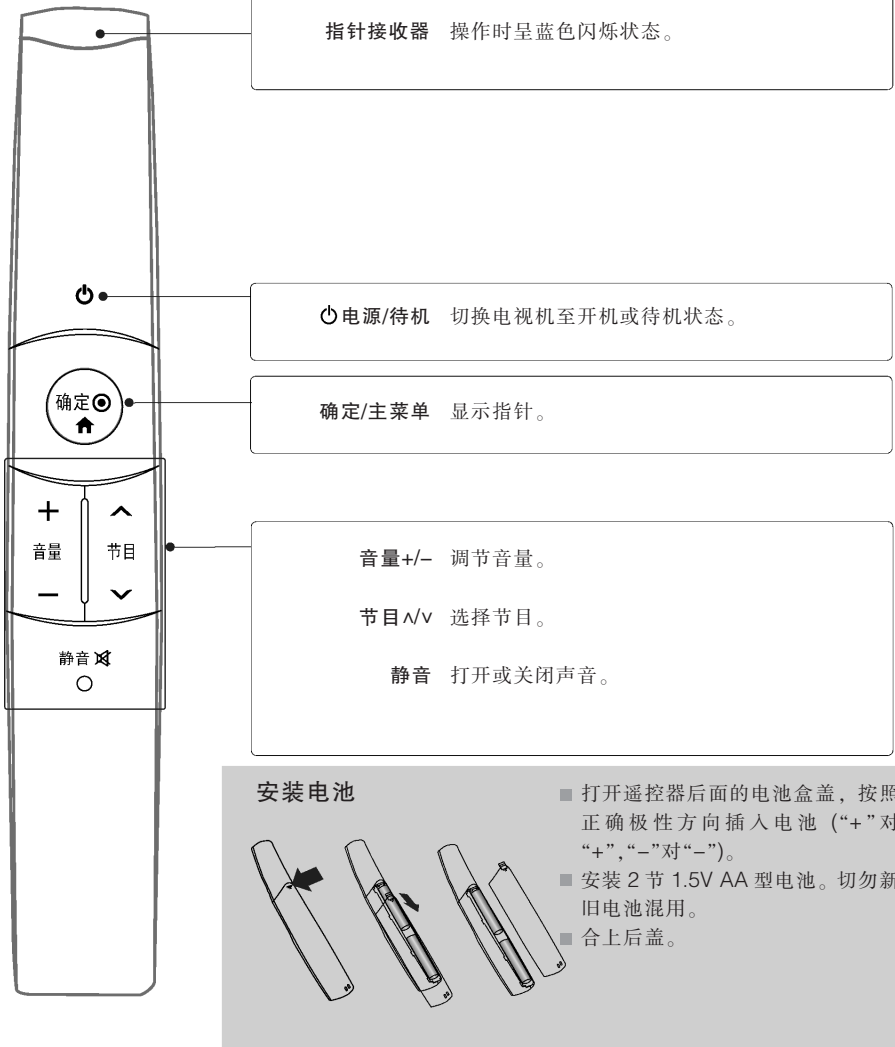 指针接收器 操作时呈蓝色闪烁状态。
电源/待机 切换电视机至开机或待机状态。
确定
确定/主菜单 显示指针。
+ ∧
音量 节目
− ∨
音量+/− 调节音量。
节目∧/∨ 选择节目。
静音
静音 打开或关闭声音。
安装电池
■ 打开遥控器后面的电池盒盖，按照
正确极性方向插入电池 (“+”对
“+”,“−”对“−”)。
■ 安装 2 节 1.5V AA 型电池。切勿新
旧电池混用。
■ 合上后盖。